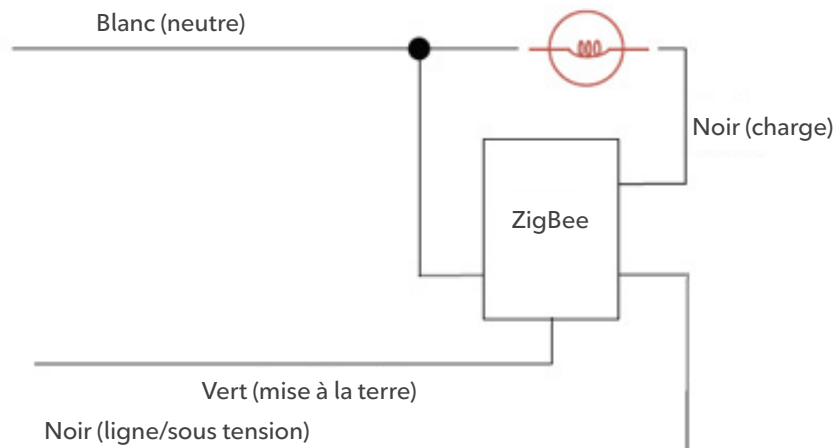 Blanc (neutre)
Noir (charge)
ZigBee
Vert (mise à la terre)
Noir (ligne/sous tension)